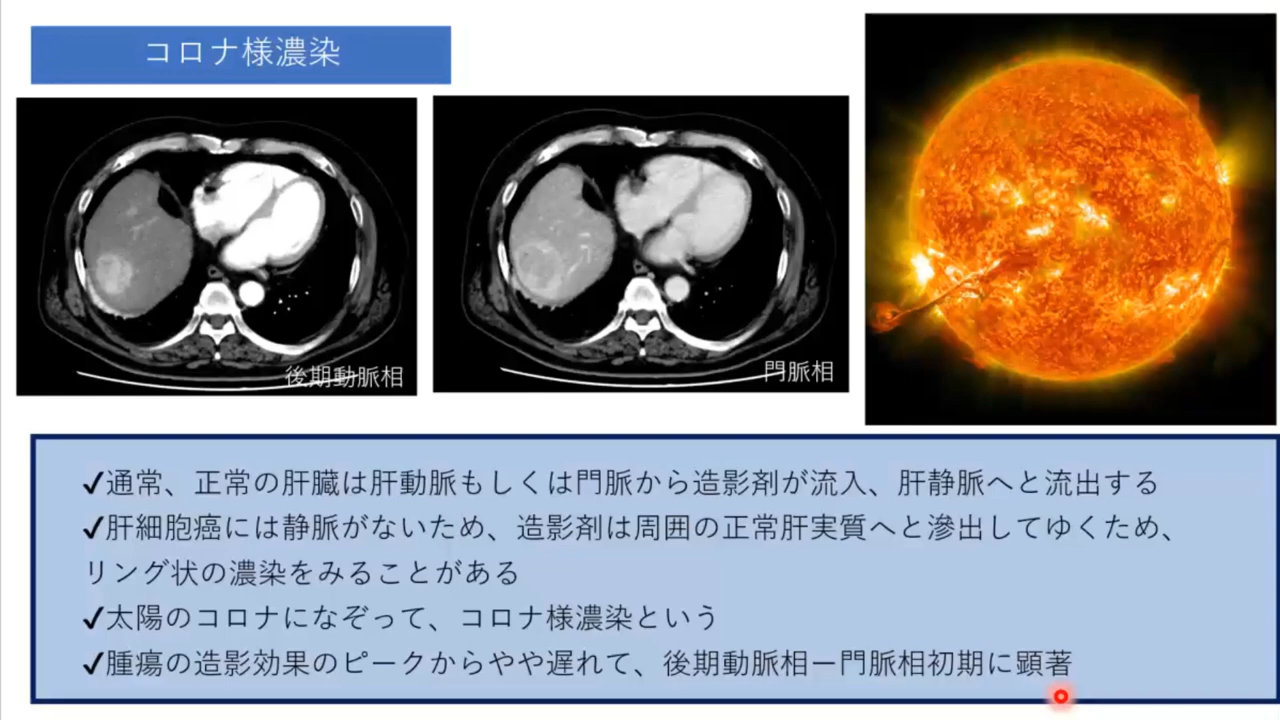 コロナ様濃染
後期動脈相
門脈相
✓通常、正常の肝臓は肝動脈もしくは門脈から造影剤が流入、肝静脈へと流出する
✓肝細胞癌には静脈がないため、造影剤は周囲の正常肝実質へと滲出してゆくため、
リング状の濃染をみることがある
✓太陽のコロナになぞって、コロナ様濃染という
✓腫瘍の造影効果のピークからやや遅れて、後期動脈相ー門脈相初期に顕著